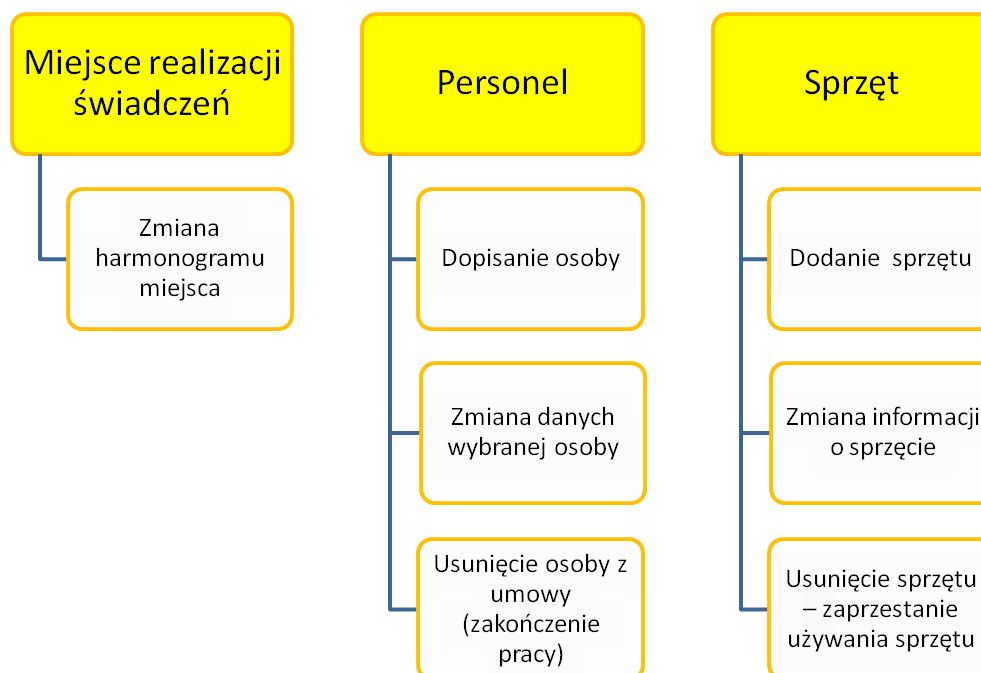 Miejsce realizacji
świadczeń
Zmiana
harmonogramu
miejsca
Personel
Dopisanie osoby
Zmiana danych
wybranej osoby
Usunięcie osoby z
umowy
(zakończenie
pracy)
Sprzęt
Dodanie  sprzętu
Zmiana informacji
o sprzęcie
Usunięcie sprzętu
– zaprzestanie
używania sprzętu